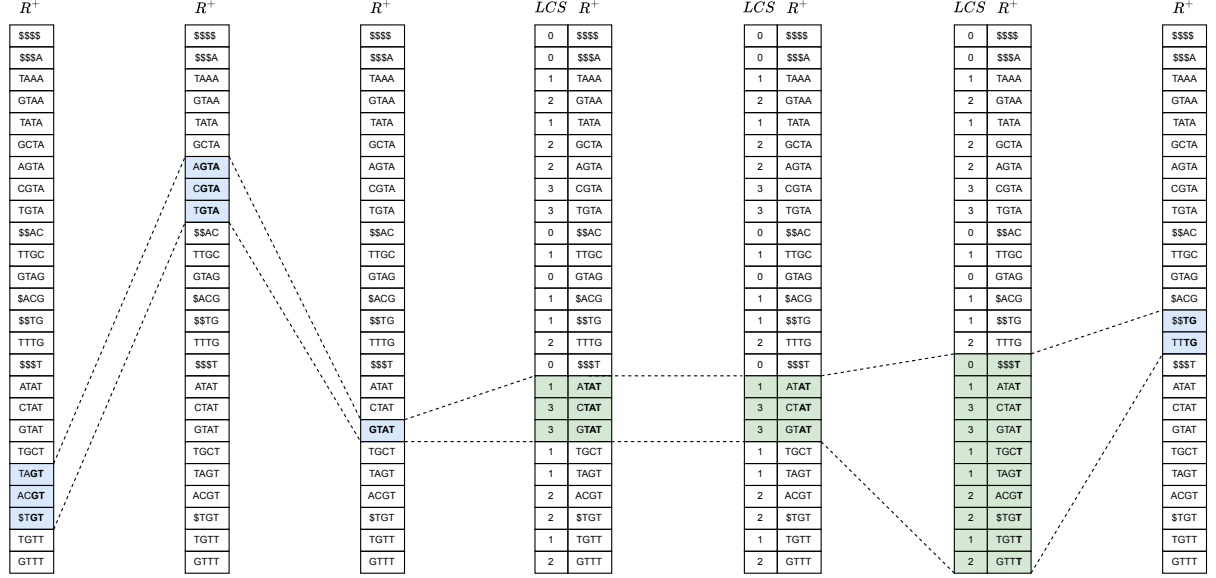 R⁺ R⁺ R⁺ LCS R⁺ LCS R⁺ LCS R⁺ R⁺
$$$$ $$$$ $$$$ 0 $$$$ 0 $$$$ 0 $$$$ $$$$
$$$A $$$A $$$A 0 $$$A 0 $$$A 0 $$$A $$$A
TAAA TAAA TAAA 1 TAAA 1 TAAA 1 TAAA TAAA
GTAA GTAA GTAA 2 GTAA 2 GTAA 2 GTAA GTAA
TATA TATA TATA 1 TATA 1 TATA 1 TATA TATA
GCTA GCTA GCTA 2 GCTA 2 GCTA 2 GCTA GCTA
AGTA AGTA AGTA 2 AGTA 2 AGTA 2 AGTA AGTA
CGTA CGTA CGTA 3 CGTA 3 CGTA 3 CGTA CGTA
TGTA TGTA TGTA 3 TGTA 3 TGTA 3 TGTA TGTA
$$AC $$AC $$AC 0 $$AC 0 $$AC 0 $$AC $$AC
TTGC TTGC TTGC 1 TTGC 1 TTGC 1 TTGC TTGC
GTAG GTAG GTAG 0 GTAG 0 GTAG 0 GTAG GTAG
$ACG $ACG $ACG 1 $ACG 1 $ACG 1 $ACG $ACG
$$TG $$TG $$TG 1 $$TG 1 $$TG 1 $$TG $$TG
TTTG TTTG TTTG 2 TTTG 2 TTTG 2 TTTG TTTG
$$$T $$$T $$$T 0 $$$T 0 $$$T 0 $$$T $$$T
ATAT ATAT ATAT 1 ATAT 1 ATAT 1 ATAT ATAT
CTAT CTAT CTAT 3 CTAT 3 CTAT 3 CTAT CTAT
GTAT GTAT GTAT 3 GTAT 3 GTAT 3 GTAT GTAT
TGCT TGCT TGCT 1 TGCT 1 TGCT 1 TGCT TGCT
TAGT TAGT TAGT 1 TAGT 1 TAGT 1 TAGT TAGT
ACGT ACGT ACGT 2 ACGT 2 ACGT 2 ACGT ACGT
$TGT $TGT $TGT 2 $TGT 2 $TGT 2 $TGT $TGT
TGTT TGTT TGTT 1 TGTT 1 TGTT 1 TGTT TGTT
GTTT GTTT GTTT 2 GTTT 2 GTTT 2 GTTT GTTT